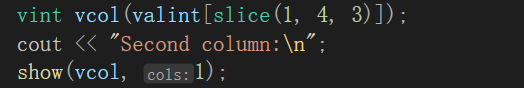 vint vcol(valint[slice(1, 4, 3)]);
cout << "Second column:\n";
show(vcol, cols:1);